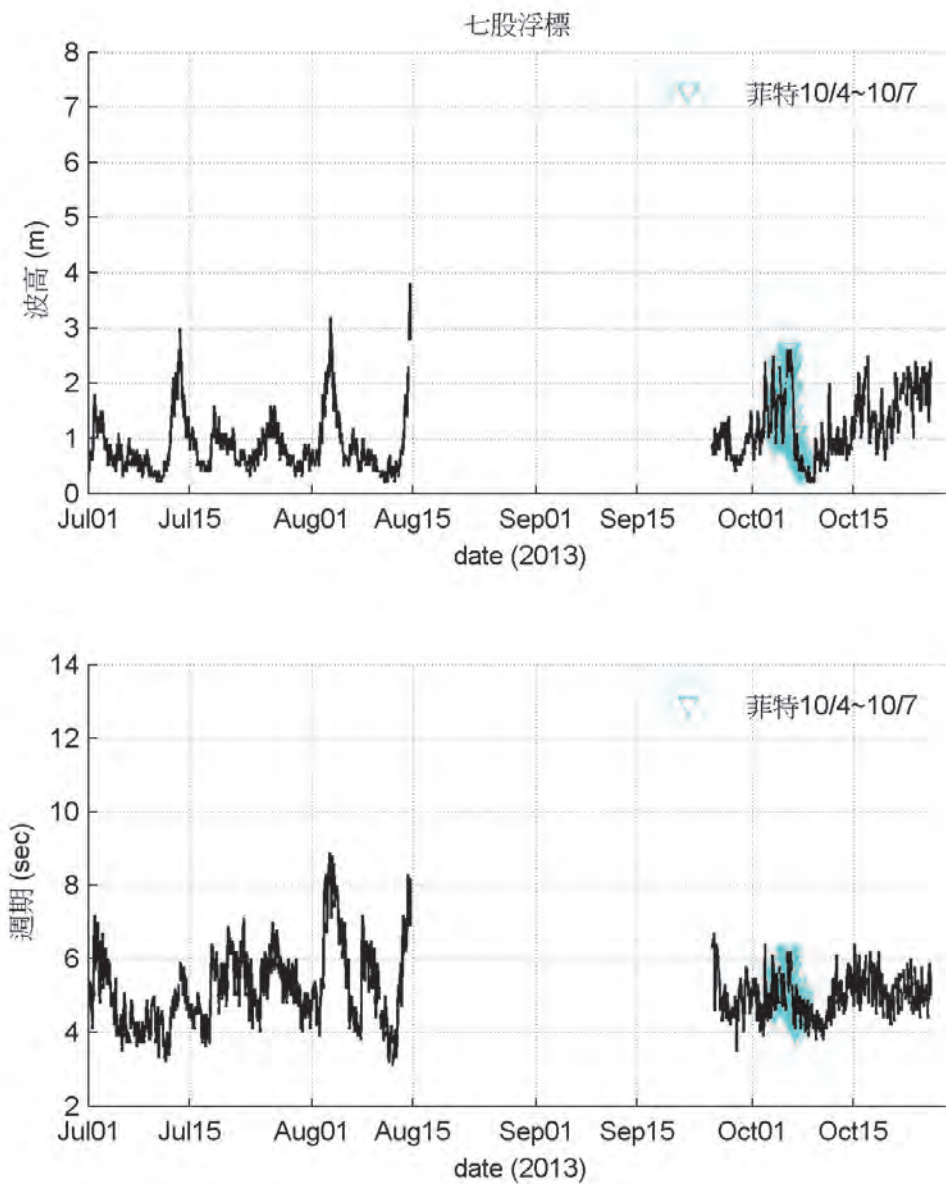 七股浮標
8
7
6
5
4
3
2
1
0
波高 (m)
菲特10/4~10/7
Jul01 Jul15 Aug01 Aug15 Sep01 Sep15 Oct01 Oct15
date (2013)
14
12
10
8
6
4
2
週期 (sec)
菲特10/4~10/7
Jul01 Jul15 Aug01 Aug15 Sep01 Sep15 Oct01 Oct15
date (2013)